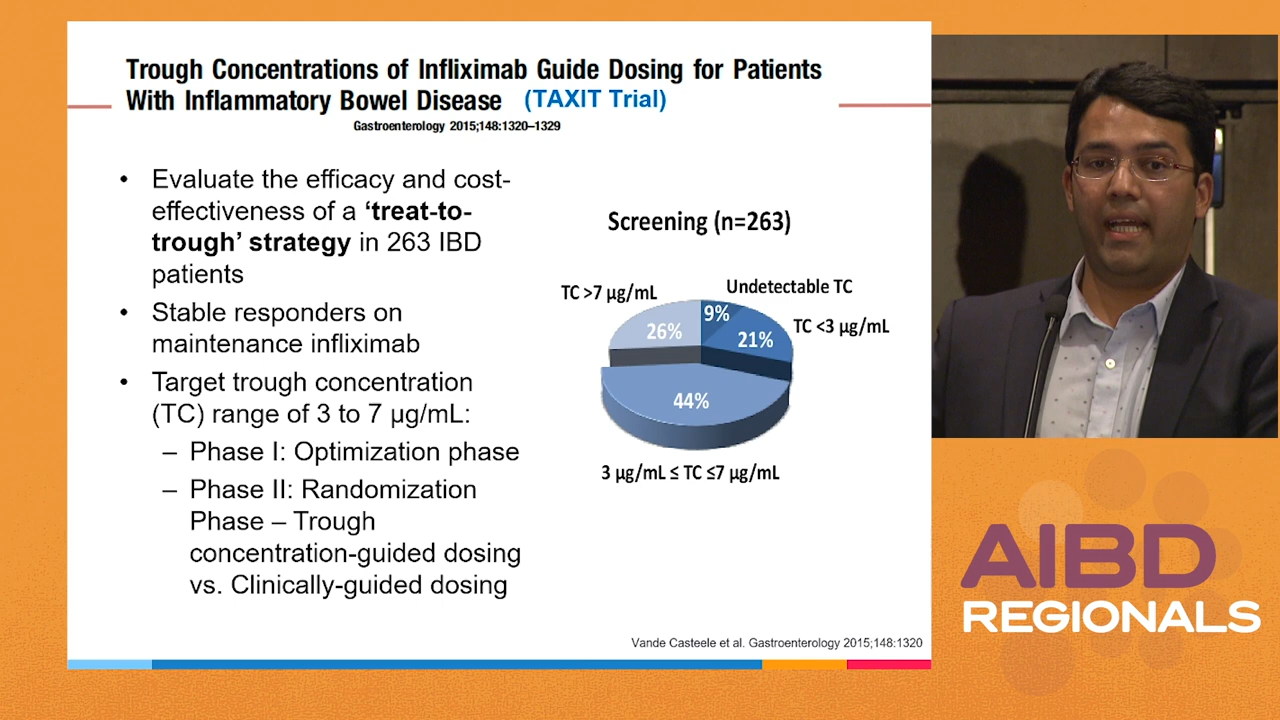 Trough Concentrations of Infliximab Guide Dosing for Patients
With Inflammatory Bowel Disease (TAXIT Trial)
Gastroenterology 2015;148:1320–1329
• Evaluate the efficacy and cost-
effectiveness of a ‘treat-to-
trough’ strategy in 263 IBD
patients
• Stable responders on
maintenance infliximab
• Target trough concentration
(TC) range of 3 to 7 µg/mL:
– Phase I: Optimization phase
– Phase II: Randomization
Phase – Trough
concentration-guided dosing
vs. Clinically-guided dosing
Screening (n=263)
TC >7 µg/mL
Undetectable TC
9%
26%
21%
TC <3 µg/mL
44%
3 µg/mL ≤ TC ≤7 µg/mL
Vande Casteele et al. Gastroenterology 2015;148:1320
AIBD
REGIONALS